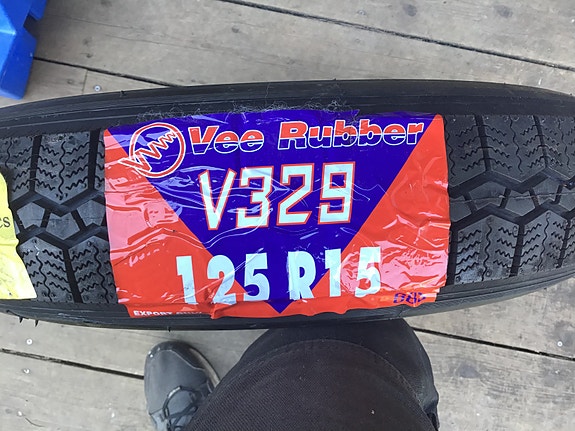 Vee Rubber
V329
125 R15
EXPORT